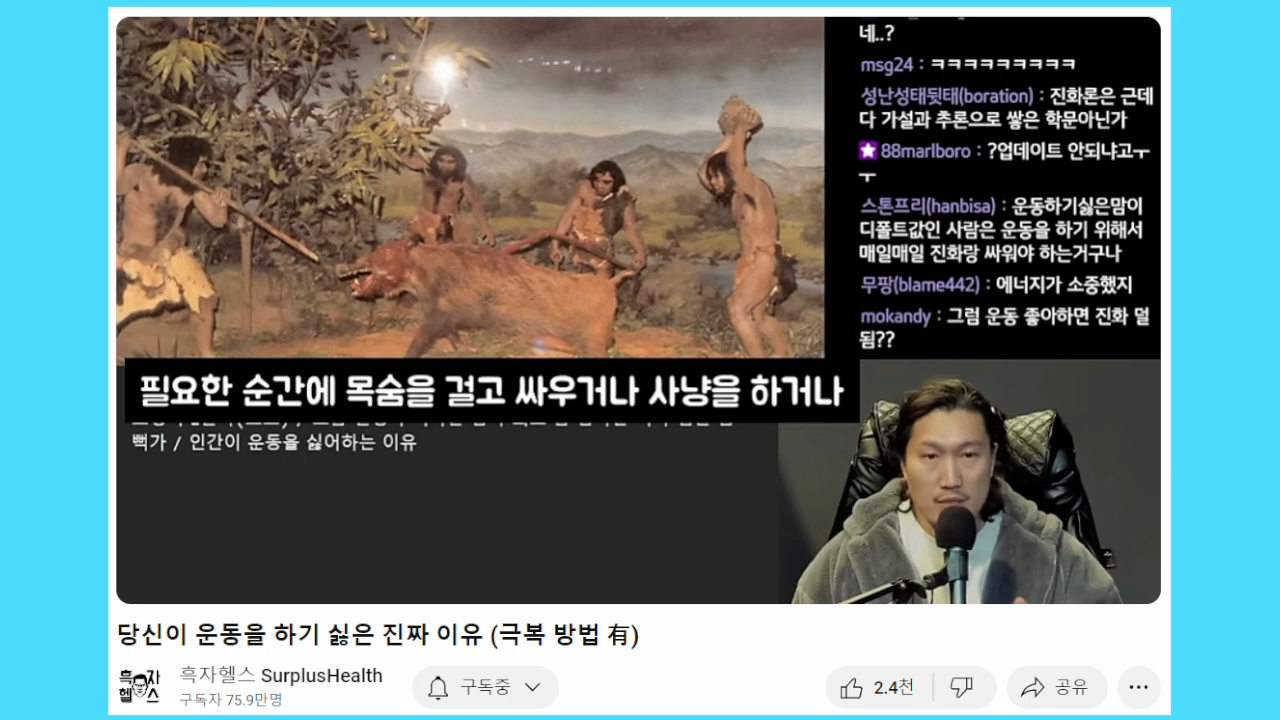 네..?
msg24 : ㅋㅋㅋㅋㅋㅋㅋㅋㅋ
성난성태뒷태(boration) : 진화론은 근데
다 가설과 추론으로 쌓은 학문아닌가
88marlboro : ?업데이트 안되냐고ㅜ
ㅜ
스톤프리(hanbisa) : 운동하기싫은맘이
디폴트값인 사람은 운동을 하기 위해서
매일매일 진화랑 싸워야 하는거구나
무팡(blame442) : 에너지가 소중했지
mokandy : 그럼 운동 좋아하면 진화 덜
됨??
필요한 순간에 목숨을 걸고 싸우거나 사냥을 하거나
뻑가 / 인간이 운동을 싫어하는 이유
당신이 운동을 하기 싫은 진짜 이유 (극복 방법 有)
흑자헬스
흑자헬스 SurplusHealth
구독자 75.9만명
구독중
2.4천
공유